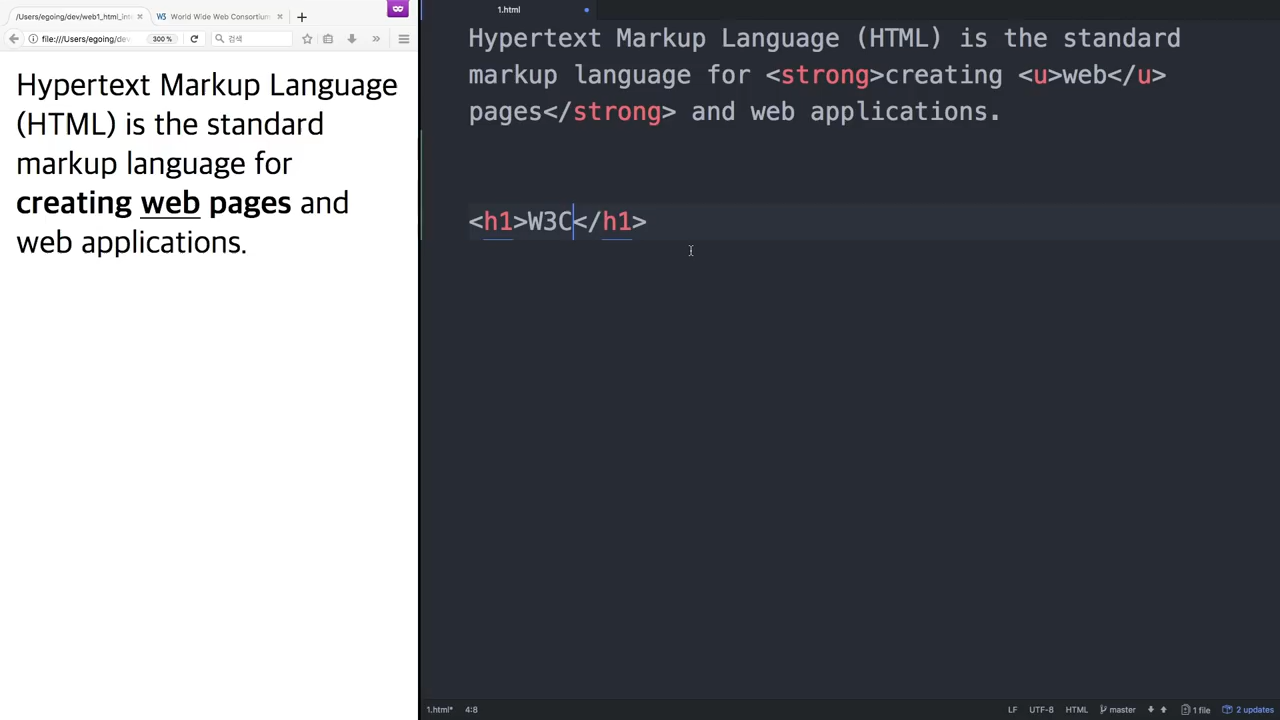 /Users/egoing/dev/web1_html_int
World Wide Web Consortium
file:///Users/egoing/dev
300 %
검색
Hypertext Markup Language
(HTML) is the standard
markup language for
creating web pages and
web applications.
1.html
Hypertext Markup Language (HTML) is the standard
markup language for <strong>creating <u>web</u>
pages</strong> and web applications.
<h1>W3C</h1>
1.html* 4:8
LF UTF-8 HTML master 1 file 2 updates